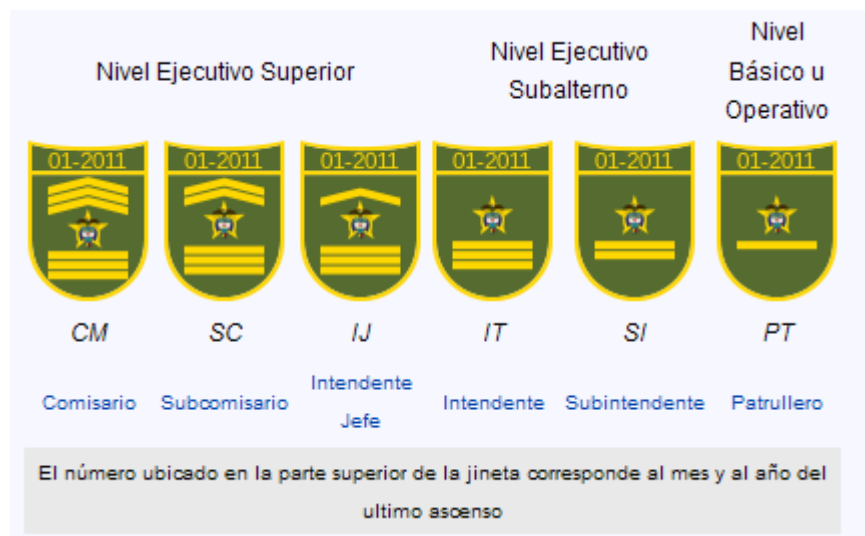 Nivel Ejecutivo Superior
Nivel Ejecutivo
Subalterno
Nivel
Básico u
Operativo
01-2011
01-2011
01-2011
01-2011
01-2011
01-2011
CM
SC
IJ
IT
SI
PT
Comisario
Subcomisario
Intendente
Jefe
Intendente
Subintendente
Patrullero
El número ubicado en la parte superior de la jineta corresponde al mes y al año del
ultimo ascenso